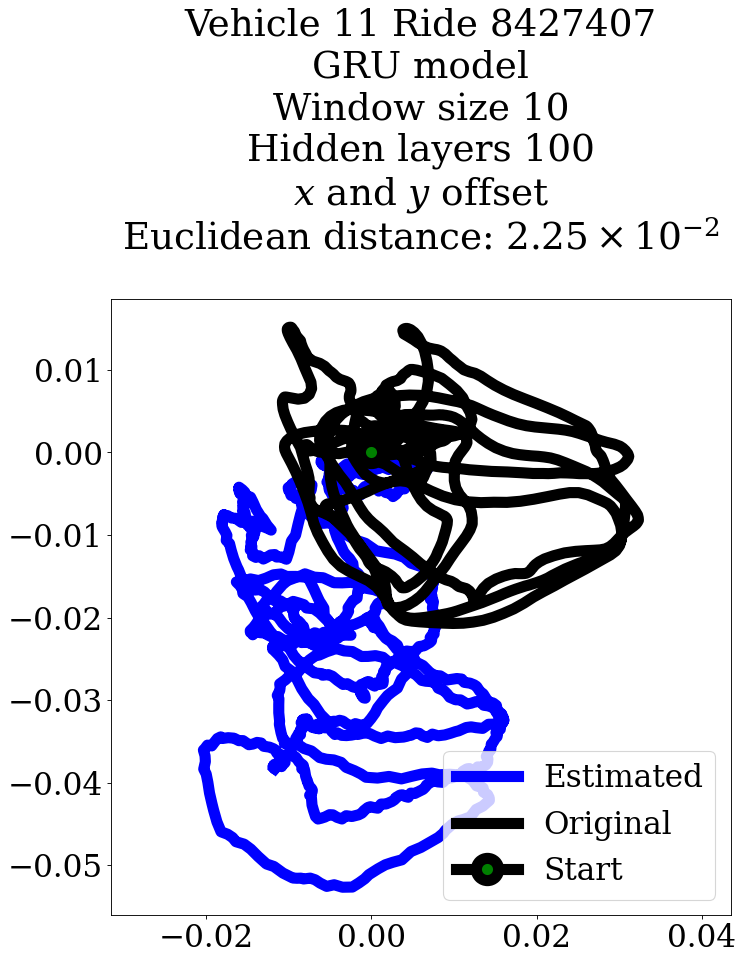 Vehicle 11 Ride 8427407
GRU model
Window size 10
Hidden layers 100
x and y offset
Euclidean distance: 2.25 × 10⁻²
0.01
0.00
−0.01
−0.02
−0.03
−0.04
−0.05
Estimated
Original
Start
−0.02 0.00 0.02 0.04